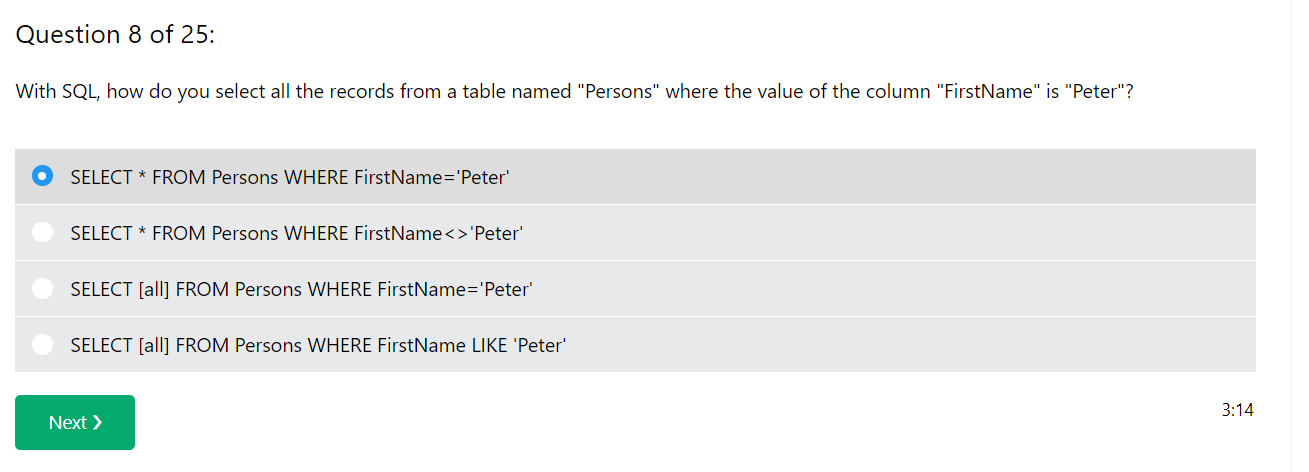 Question 8 of 25:
With SQL, how do you select all the records from a table named "Persons" where the value of the column "FirstName" is "Peter"?
SELECT * FROM Persons WHERE FirstName='Peter'
SELECT * FROM Persons WHERE FirstName<>'Peter'
SELECT [all] FROM Persons WHERE FirstName='Peter'
SELECT [all] FROM Persons WHERE FirstName LIKE 'Peter'
Next ❯
3:14